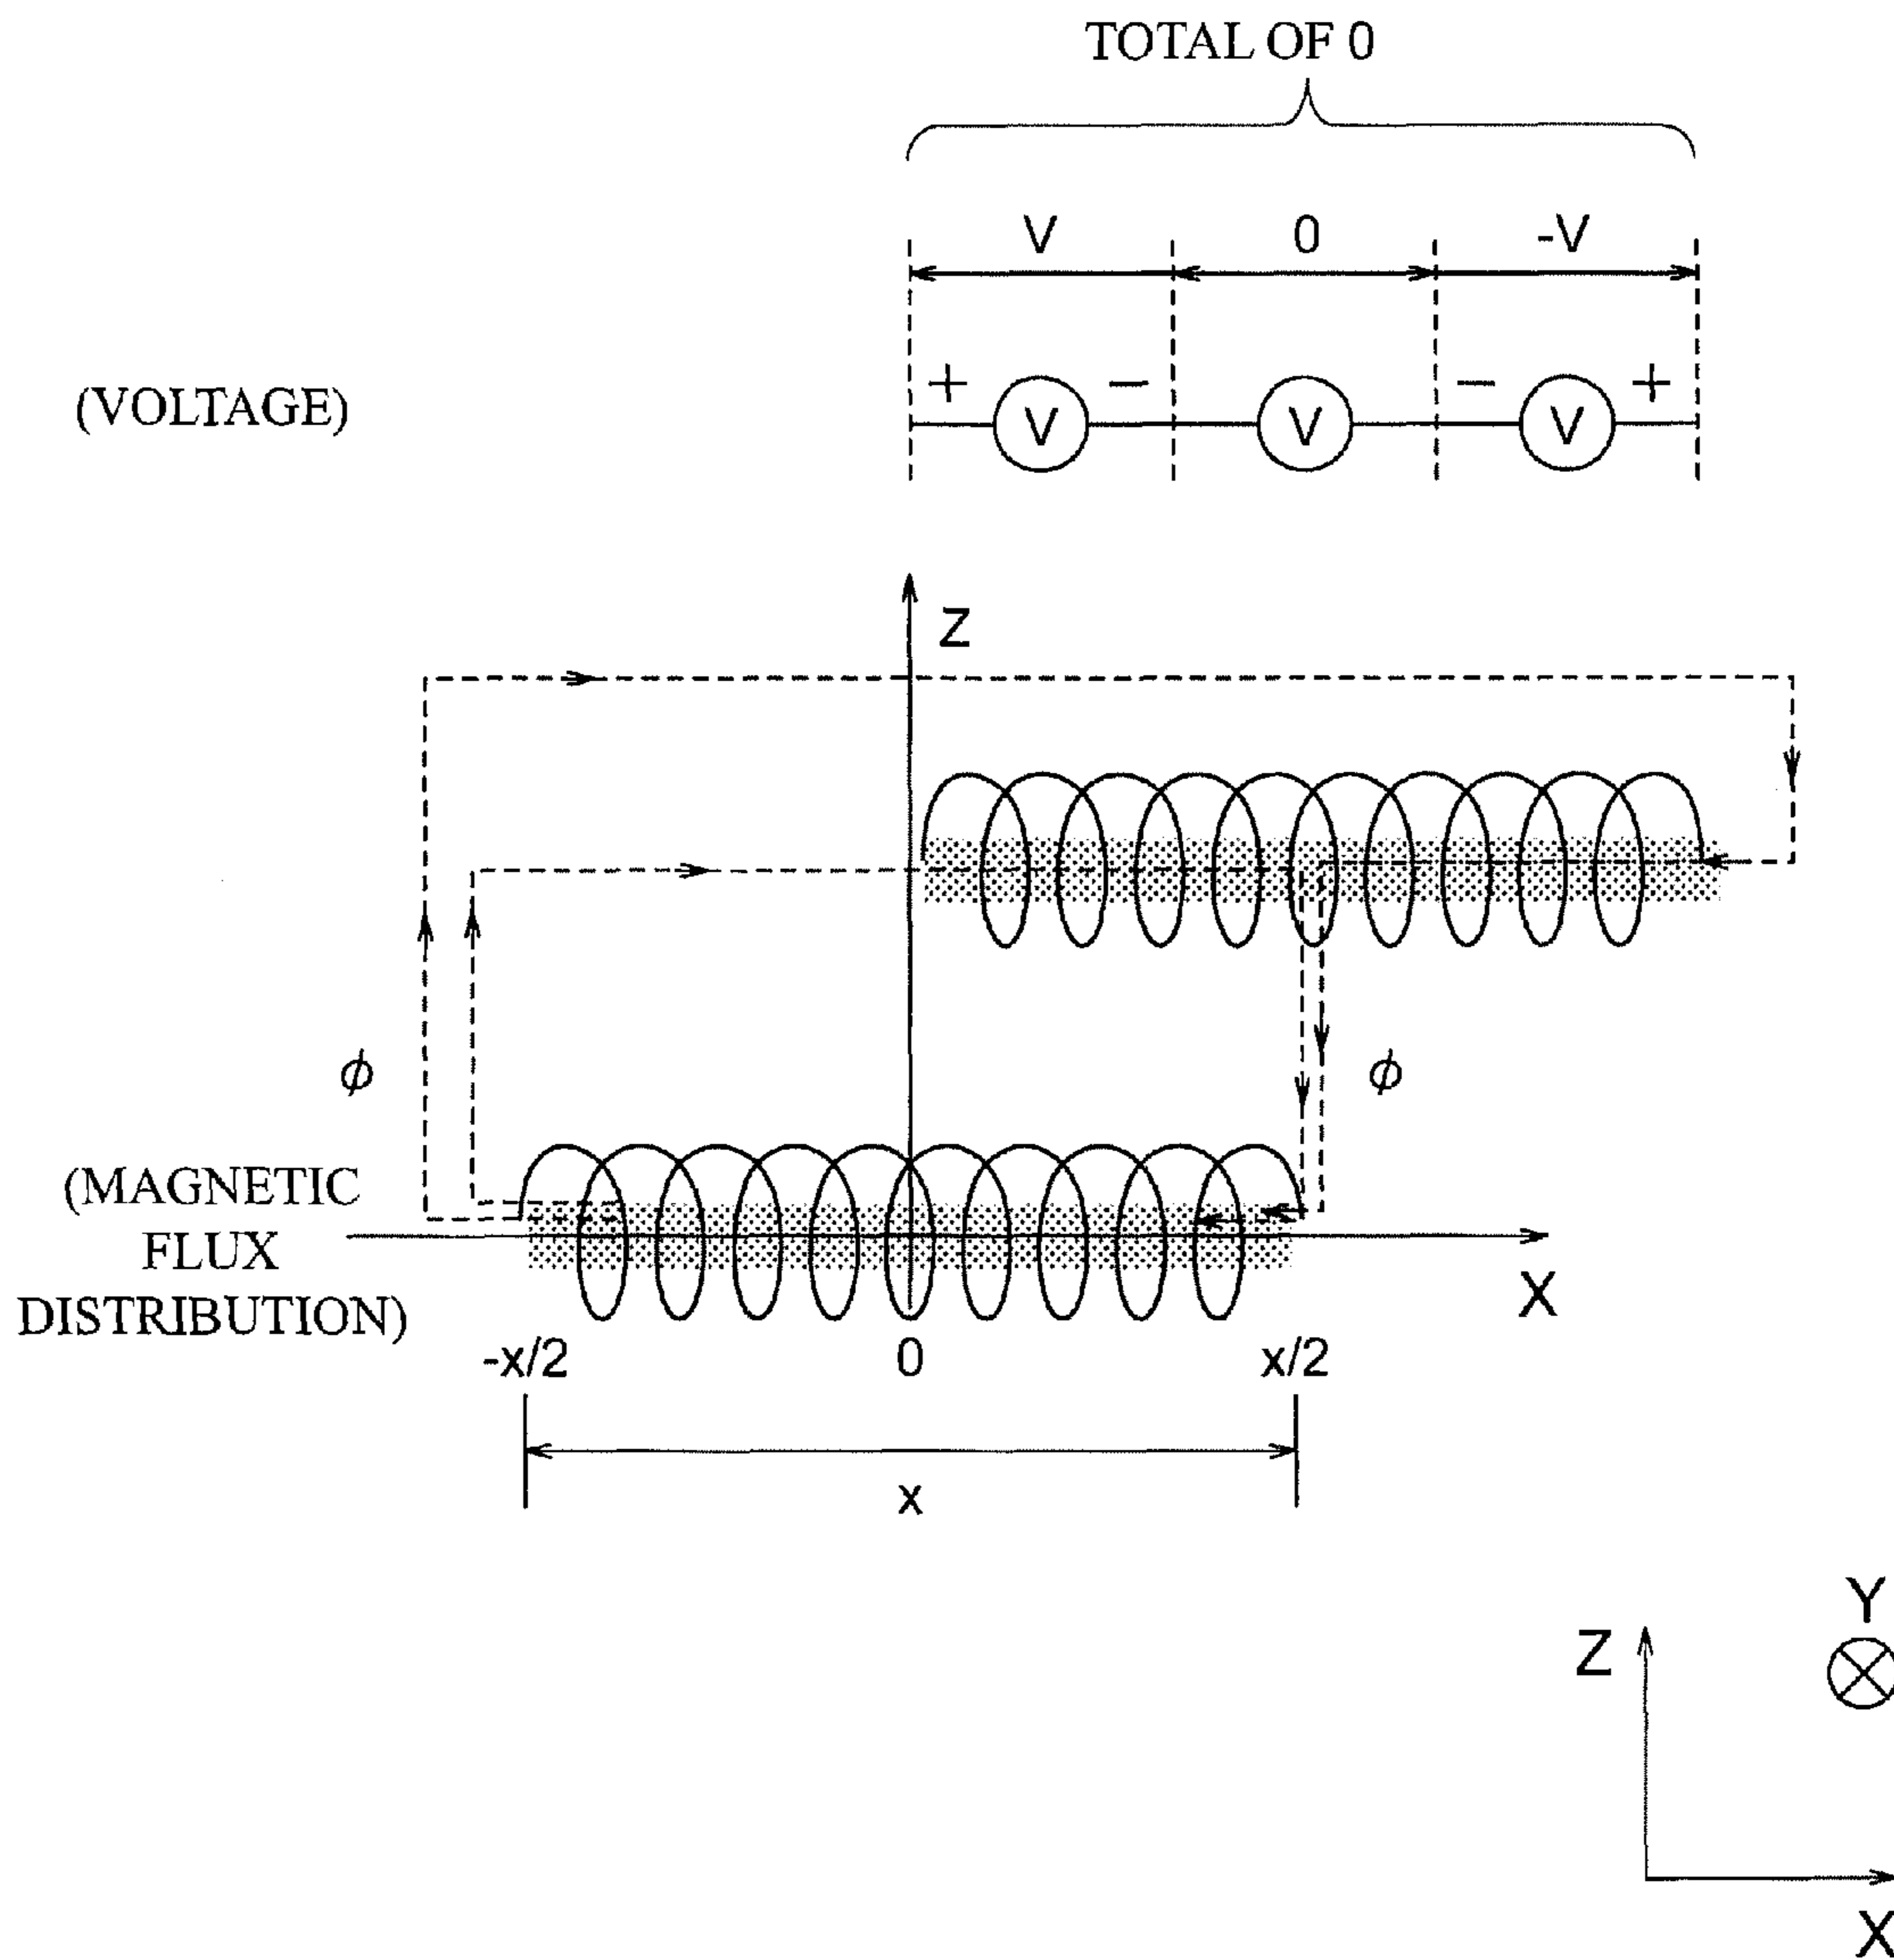 TOTAL OF 0
V 0 -V
(VOLTAGE)
+ − − +
V V V
Z
ϕ ϕ
(MAGNETIC
FLUX
DISTRIBUTION)
X
-x/2 0 x/2
x
Y
Z
X